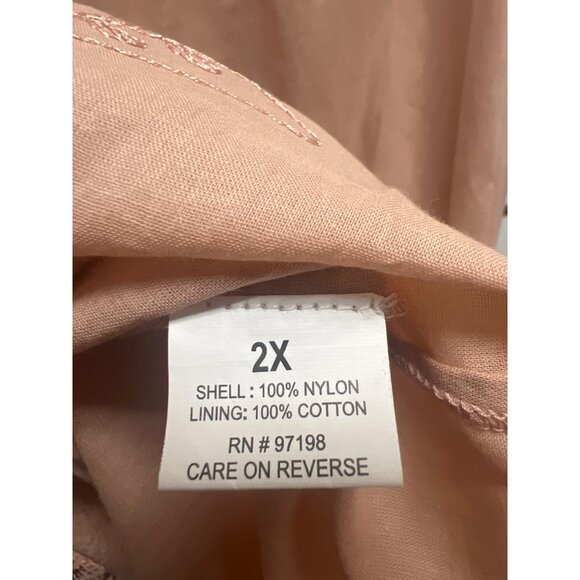 2X
SHELL : 100% NYLON
LINING: 100% COTTON
RN # 97198
CARE ON REVERSE